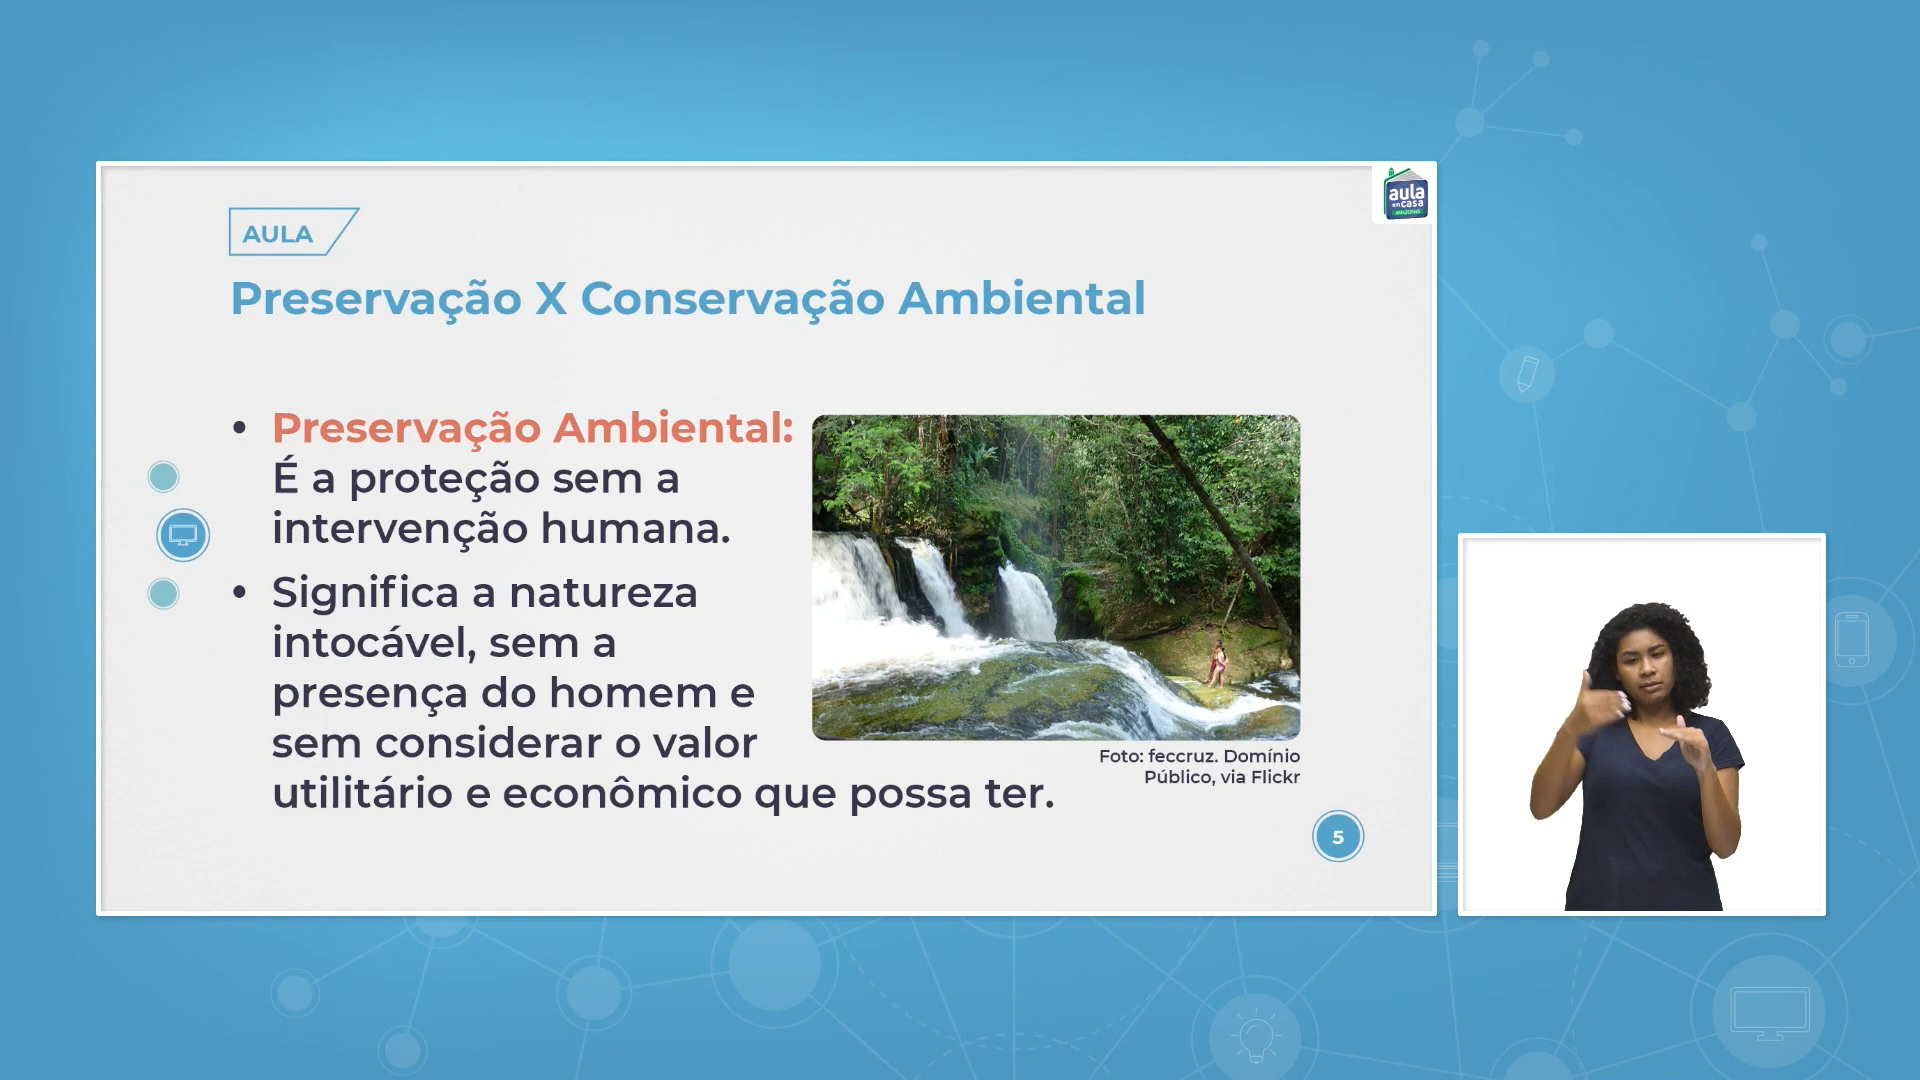 aula
em casa
AMAZONAS
AULA
Preservação X Conservação Ambiental
• Preservação Ambiental:
É a proteção sem a
intervenção humana.
• Significa a natureza
intocável, sem a
presença do homem e
sem considerar o valor
utilitário e econômico que possa ter.
Foto: feccruz. Domínio
Público, via Flickr
5